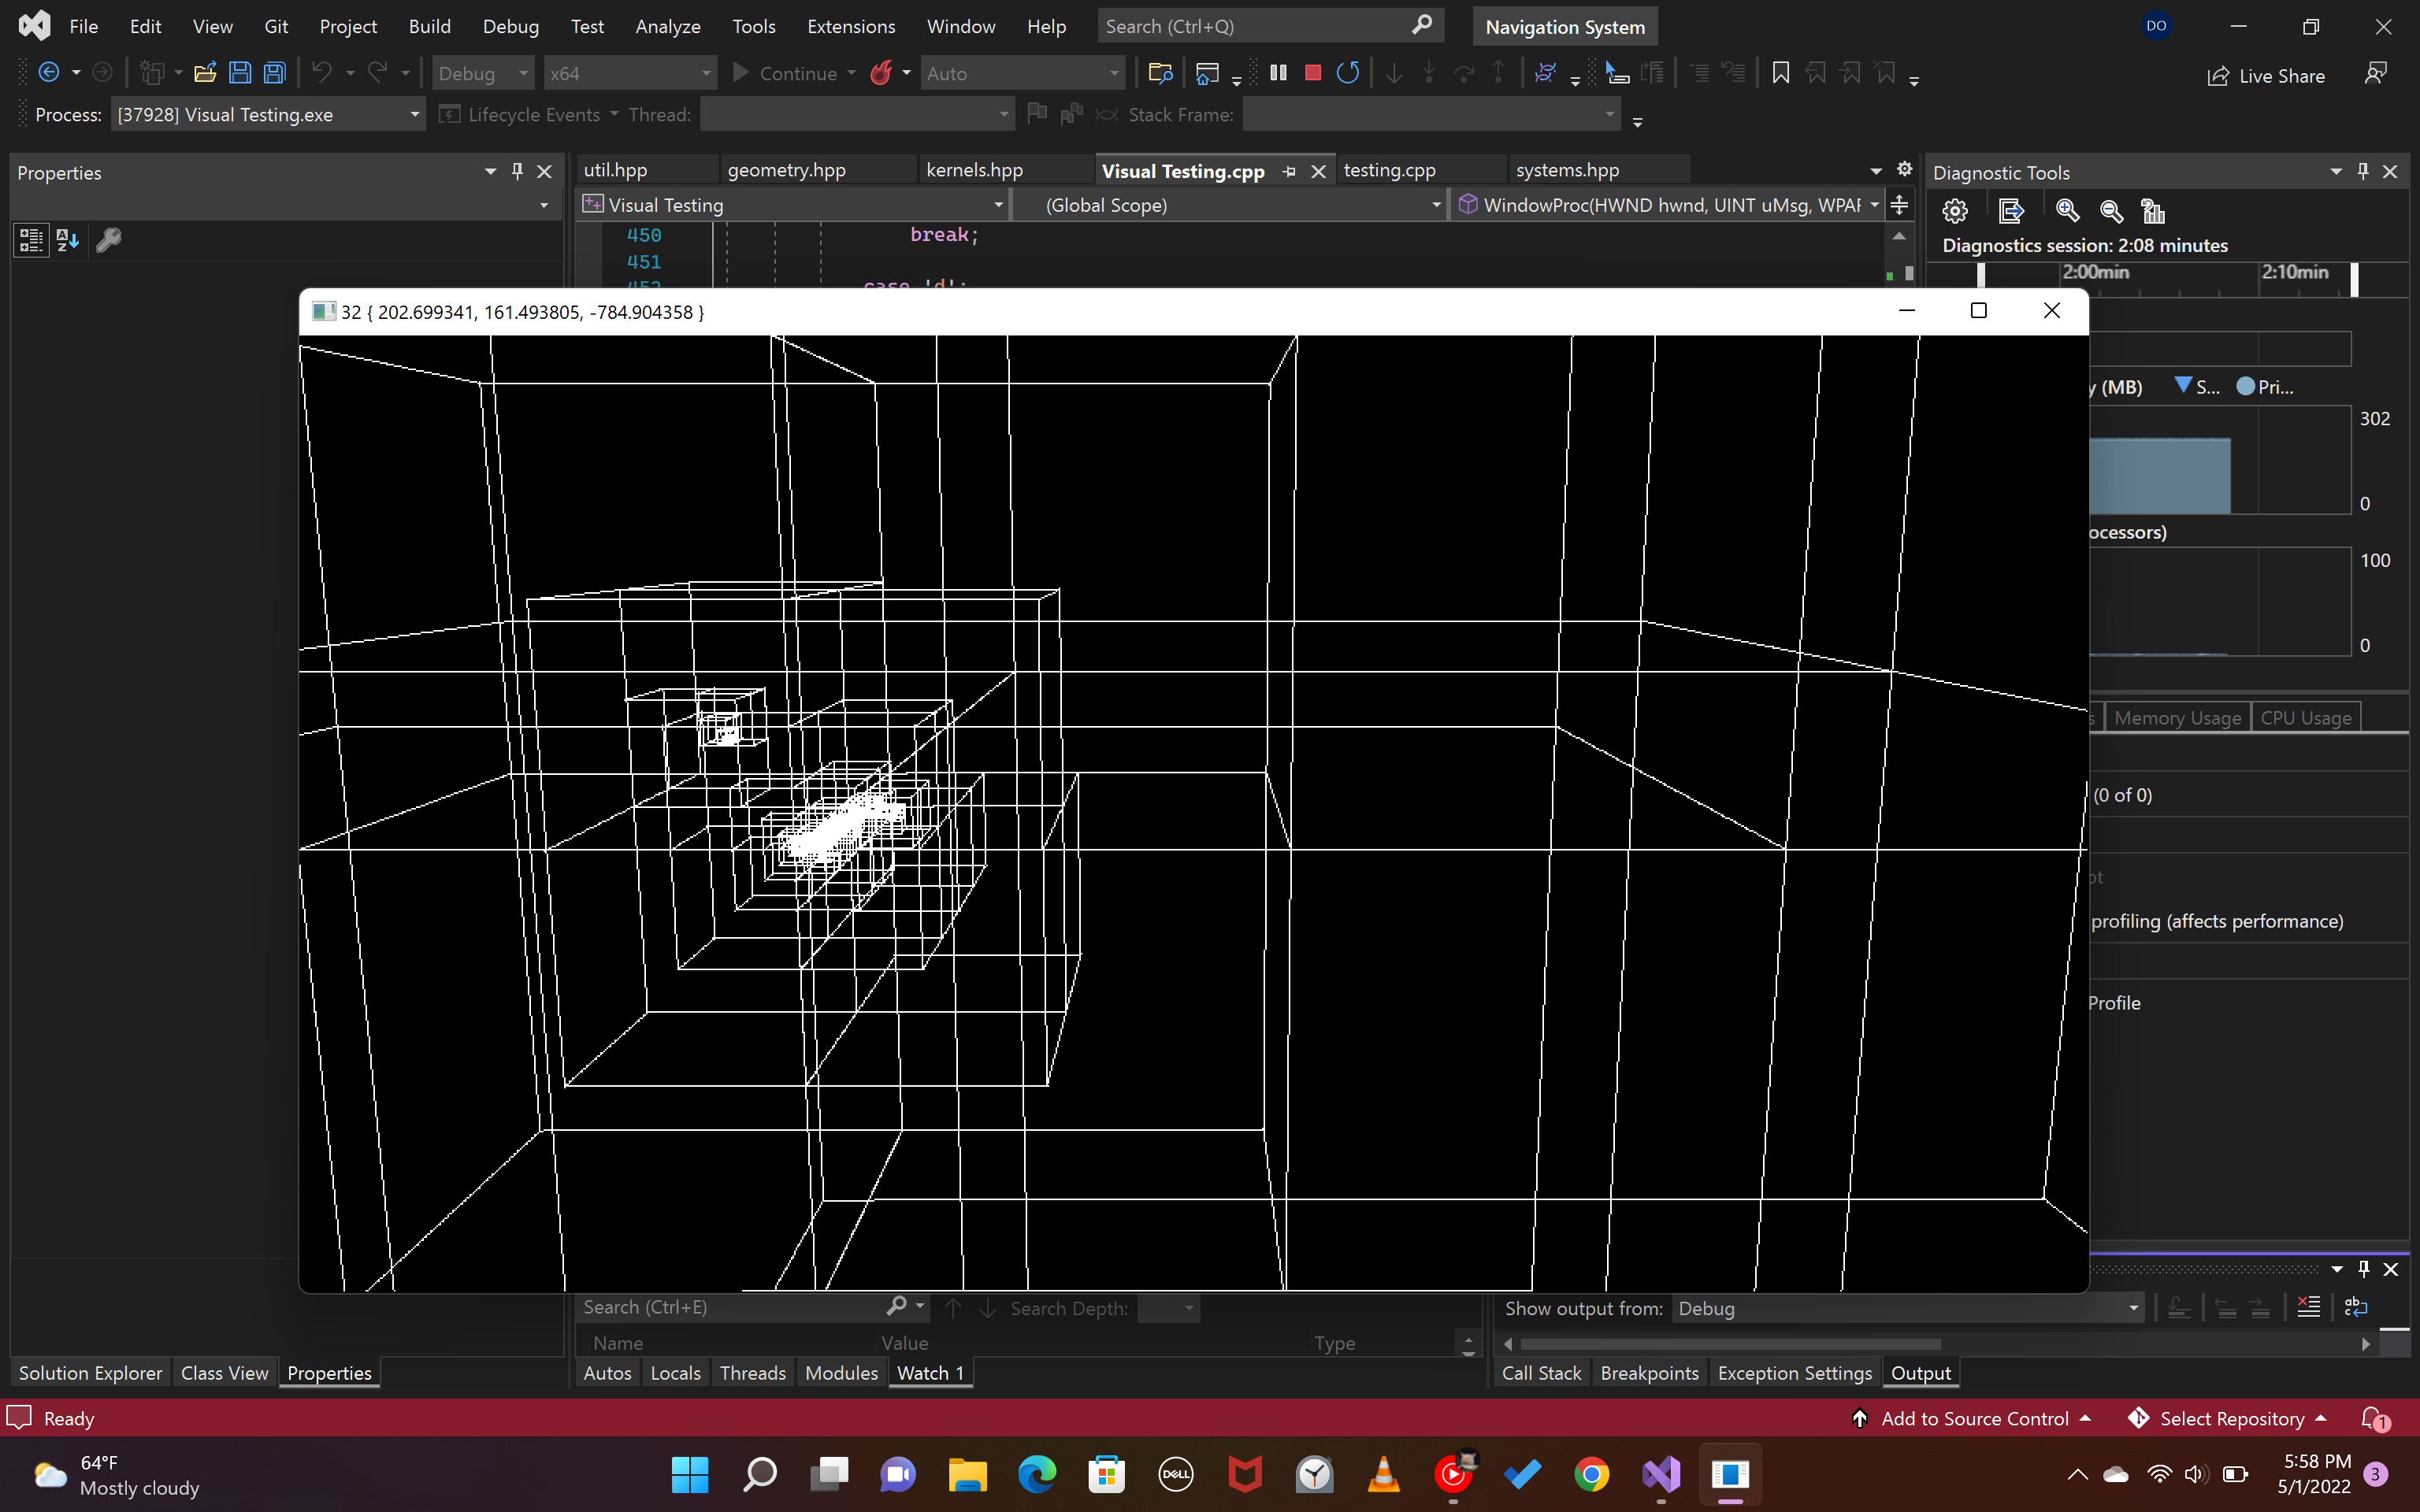 File Edit View Git Project Build Debug Test Analyze Tools Extensions Window Help Search (Ctrl+Q) Navigation System DO
Debug x64 Continue Auto Live Share
Process: [37928] Visual Testing.exe Lifecycle Events Thread: Stack Frame:
Properties
util.hpp geometry.hpp kernels.hpp Visual Testing.cpp testing.cpp systems.hpp
Diagnostic Tools
Visual Testing (Global Scope) WindowProc(HWND hwnd, UINT uMsg, WPAR
450 break;
451
452 case 'd':
Diagnostics session: 2:08 minutes
2:00min 2:10min
32 { 202.699341, 161.493805, -784.904358 }
y (MB) S... Pri...
302
0
ocessors)
100
0
s Memory Usage CPU Usage
(0 of 0)
ot
profiling (affects performance)
Profile
Search (Ctrl+E) Search Depth:
Name Value Type
Show output from: Debug
Solution Explorer Class View Properties
Autos Locals Threads Modules Watch 1
Call Stack Breakpoints Exception Settings Output
Ready Add to Source Control Select Repository 1
64°F
Mostly cloudy
DELL
5:58 PM
5/1/2022
3